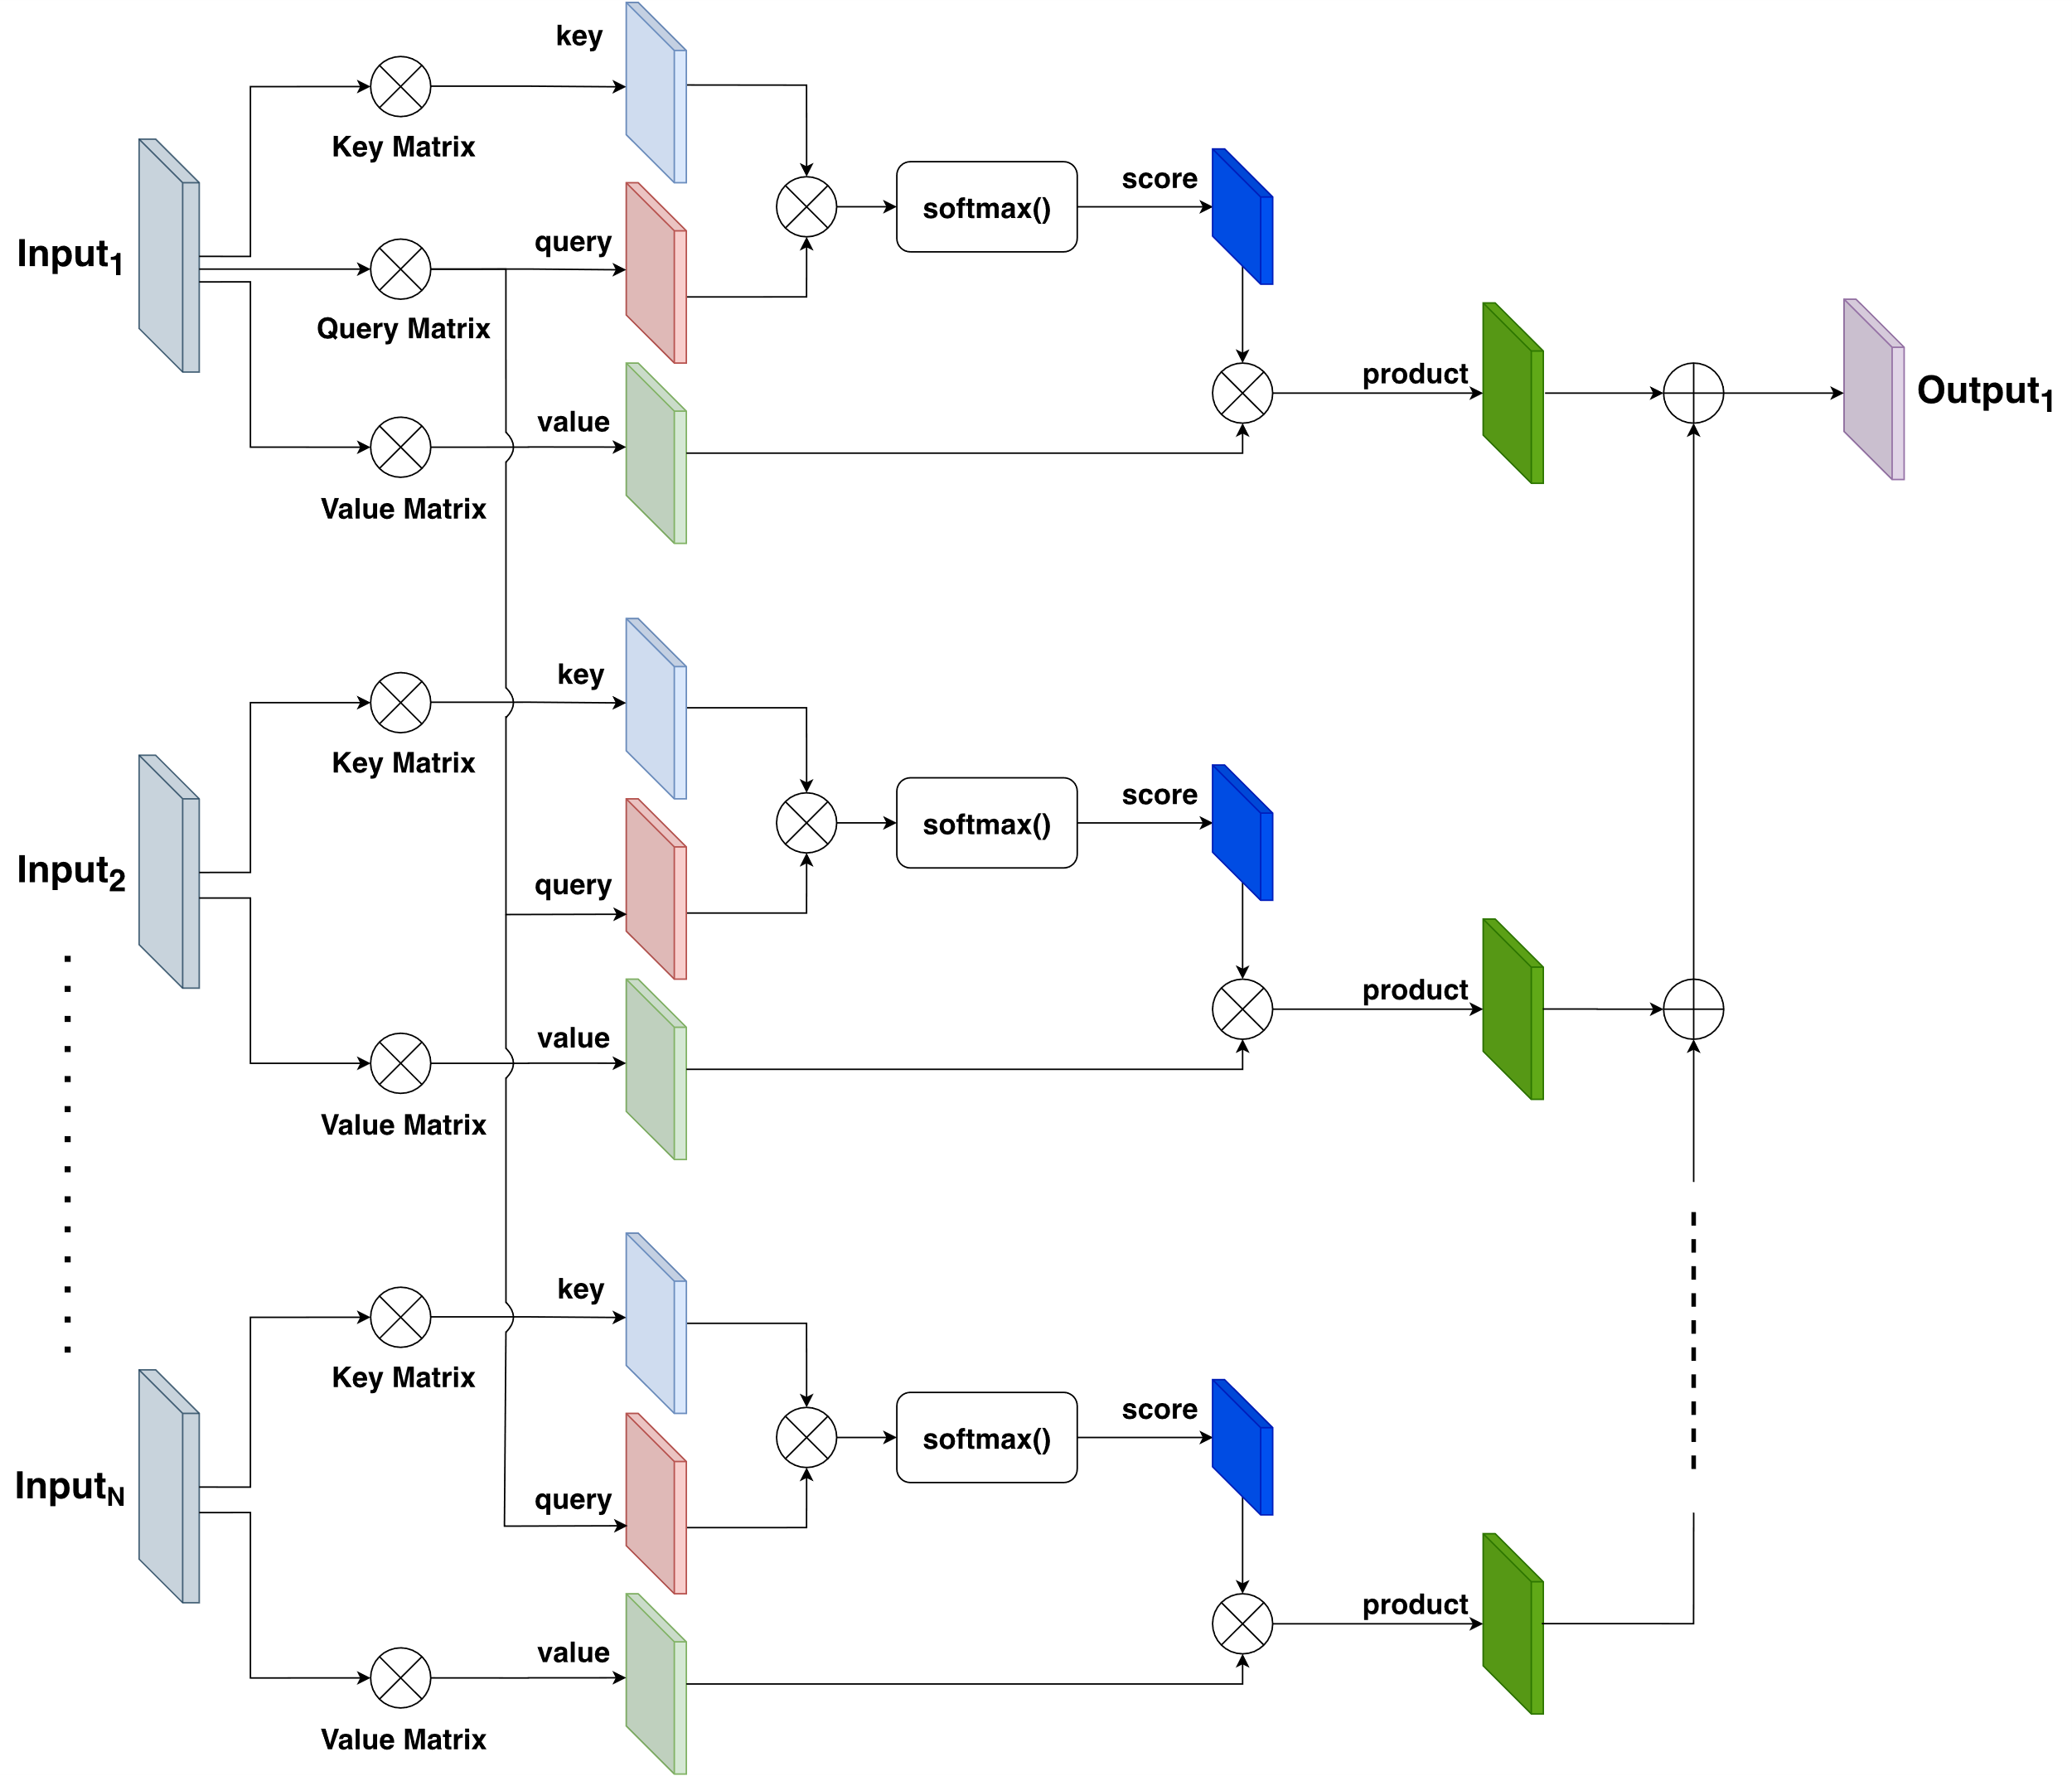 key
Key Matrix
Input1
query
Query Matrix
value
Value Matrix
softmax()
score
product
Output1
key
Key Matrix
Input2
query
value
Value Matrix
softmax()
score
product
key
Key Matrix
InputN
query
value
Value Matrix
softmax()
score
product